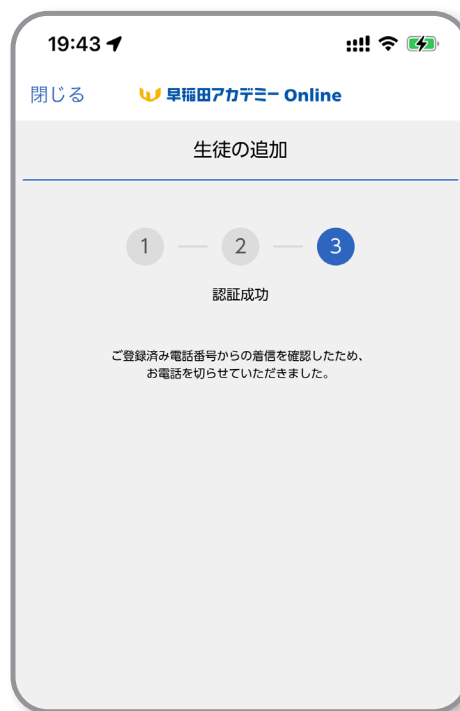 19:43
閉じる 早稲田アカデミー Online
生徒の追加
1 2 3
認証成功
ご登録済み電話番号からの着信を確認したため、
お電話を切らせていただきました。